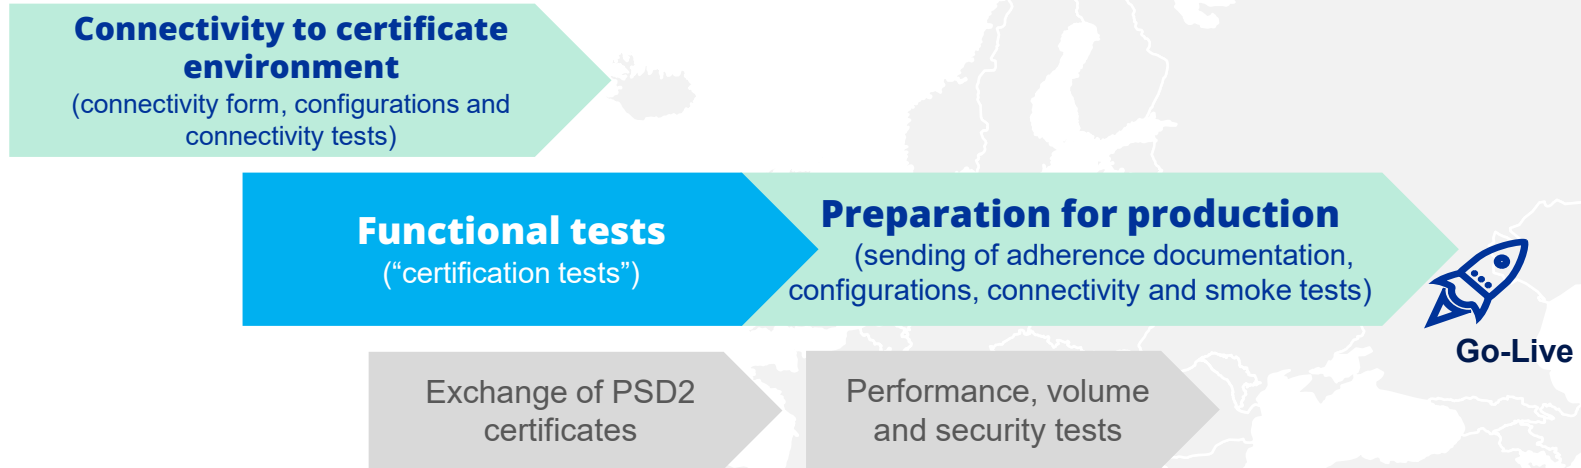 Connectivity to certificate
environment
(connectivity form, configurations and
connectivity tests)
Functional tests
(“certification tests”)
Preparation for production
(sending of adherence documentation,
configurations, connectivity and smoke tests)
Go-Live
Exchange of PSD2
certificates
Performance, volume
and security tests